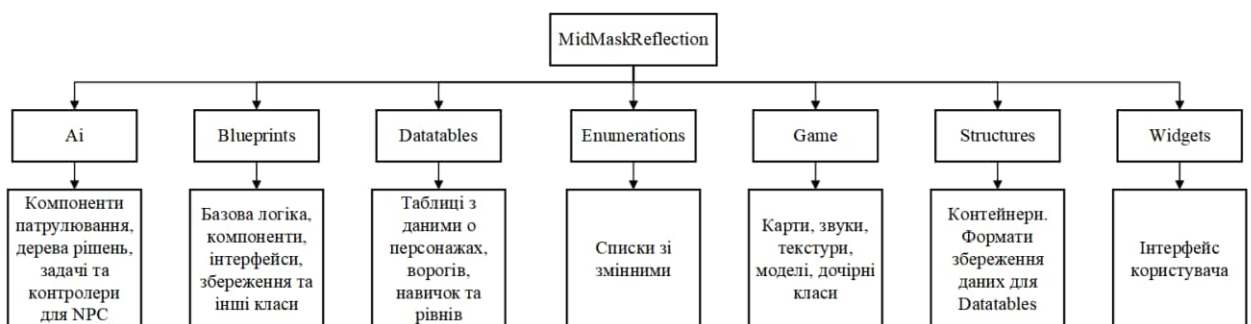 MidMaskReflection
Ai
Blueprints
Datatables
Enumerations
Game
Structures
Widgets
Компоненти
патрулювання,
дерева рішень,
задачі та
контролери
для NPC
Базова логіка,
компоненти,
інтерфейси,
збереження та
інші класи
Таблиці з
даними о
персонажах,
ворогів,
навичок та
рівнів
Списки зі
змінними
Карти, звуки,
текстури,
моделі, дочірні
класи
Контейнери.
Формати
збереження
даних для
Datatables
Інтерфейс
користувача